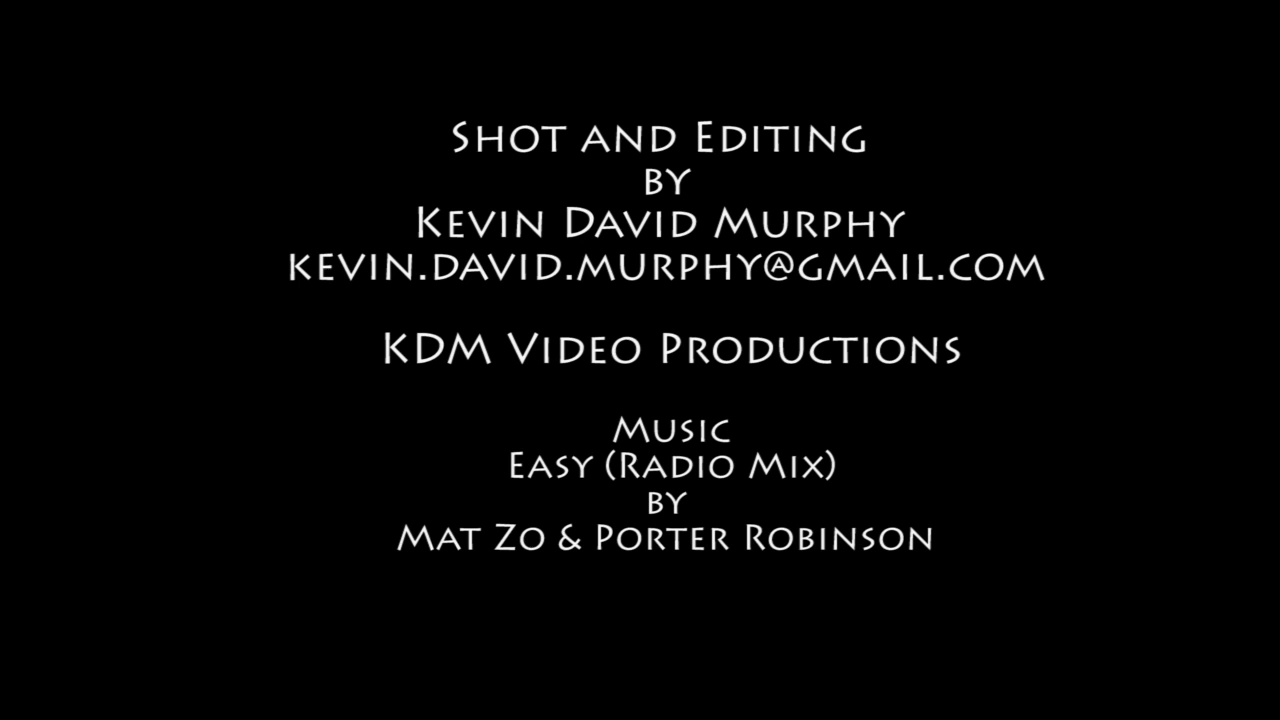 Shot and Editing
by
Kevin David Murphy
kevin.david.murphy@gmail.com
KDM Video Productions
Music
Easy (Radio Mix)
by
Mat Zo & Porter Robinson